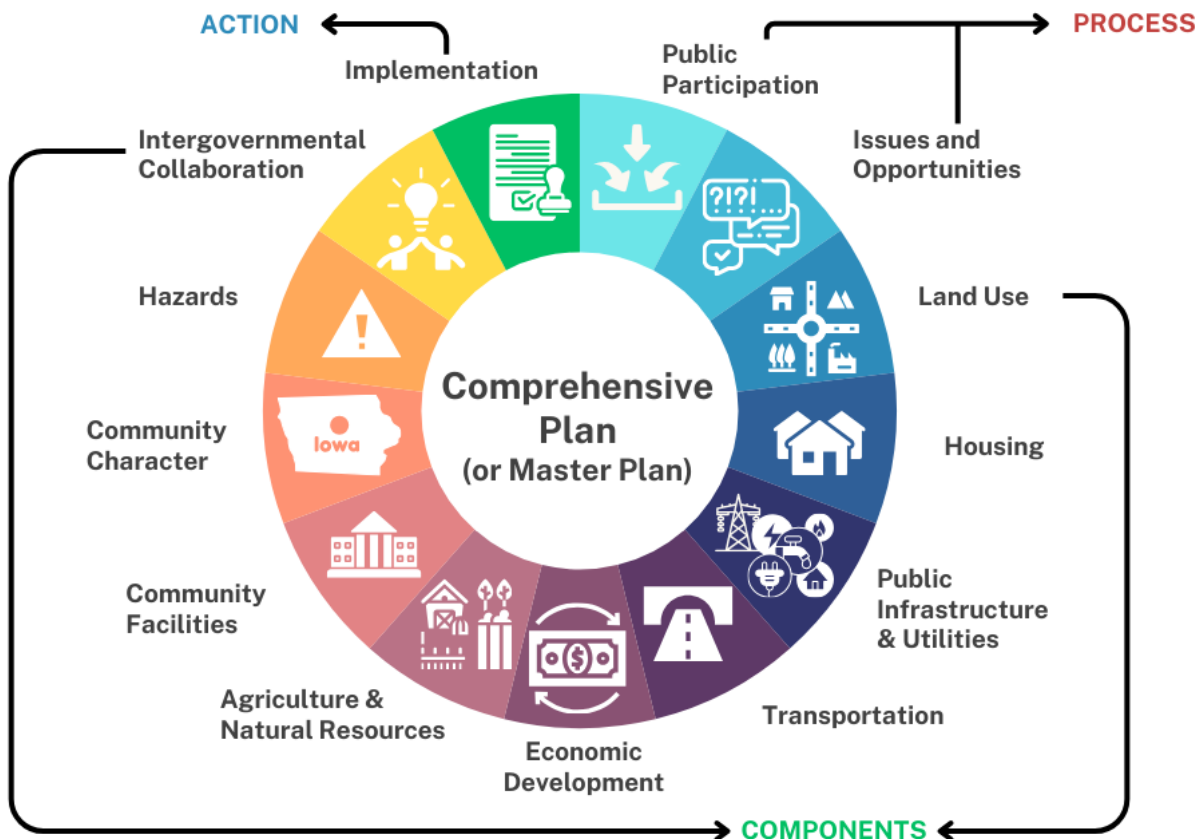 ACTION
PROCESS
Implementation
Public
Participation
Intergovernmental
Collaboration
Issues and
Opportunities
?!?!...
Hazards
Land Use
Comprehensive
Plan
(or Master Plan)
!
Iowa
Community
Character
Housing
Community
Facilities
Public
Infrastructure
& Utilities
$
Agriculture &
Natural Resources
Transportation
Economic
Development
COMPONENTS